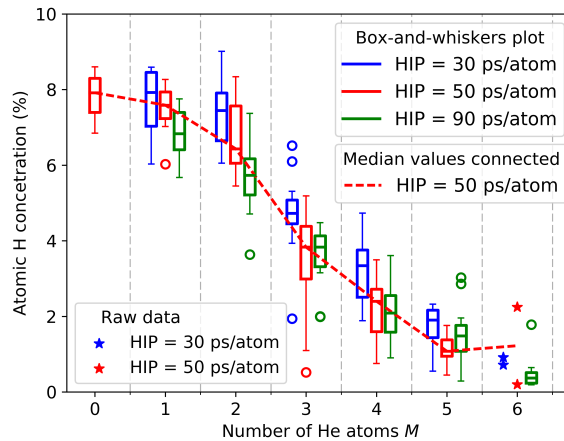 Atomic H concetration (%)
10
8
6
4
2
0
Box-and-whiskers plot
HIP = 30 ps/atom
HIP = 50 ps/atom
HIP = 90 ps/atom
Median values connected
HIP = 50 ps/atom
Raw data
HIP = 30 ps/atom
HIP = 50 ps/atom
0 1 2 3 4 5 6
Number of He atoms M